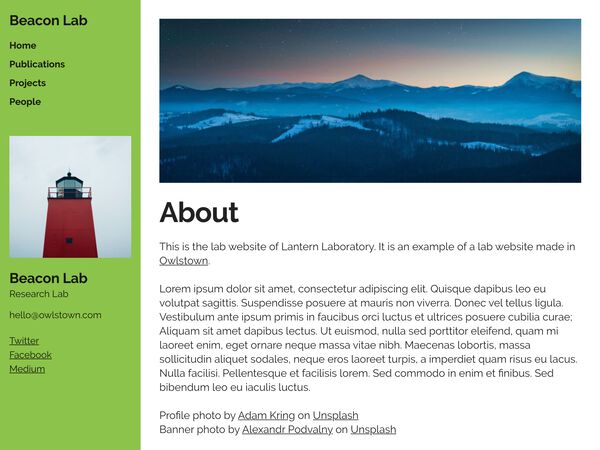 Beacon Lab
Home
Publications
Projects
People
Beacon Lab
Research Lab
hello@owlstown.com
Twitter
Facebook
Medium
About
This is the lab website of Lantern Laboratory. It is an example of a lab website made in
Owlstown.
Lorem ipsum dolor sit amet, consectetur adipiscing elit. Quisque dapibus leo eu
volutpat sagittis. Suspendisse posuere at mauris non viverra. Donec vel tellus ligula.
Vestibulum ante ipsum primis in faucibus orci luctus et ultrices posuere cubilia curae;
Aliquam sit amet dapibus lectus. Ut euismod, nulla sed porttitor eleifend, quam mi
laoreet enim, eget ornare neque massa vitae nibh. Maecenas lobortis, massa
sollicitudin aliquet sodales, neque eros laoreet turpis, a imperdiet quam risus eu lacus.
Nulla facilisi. Pellentesque et facilisis lorem. Sed commodo in enim et finibus. Sed
bibendum leo eu iaculis luctus.
Profile photo by Adam Kring on Unsplash
Banner photo by Alexandr Podvalny on Unsplash